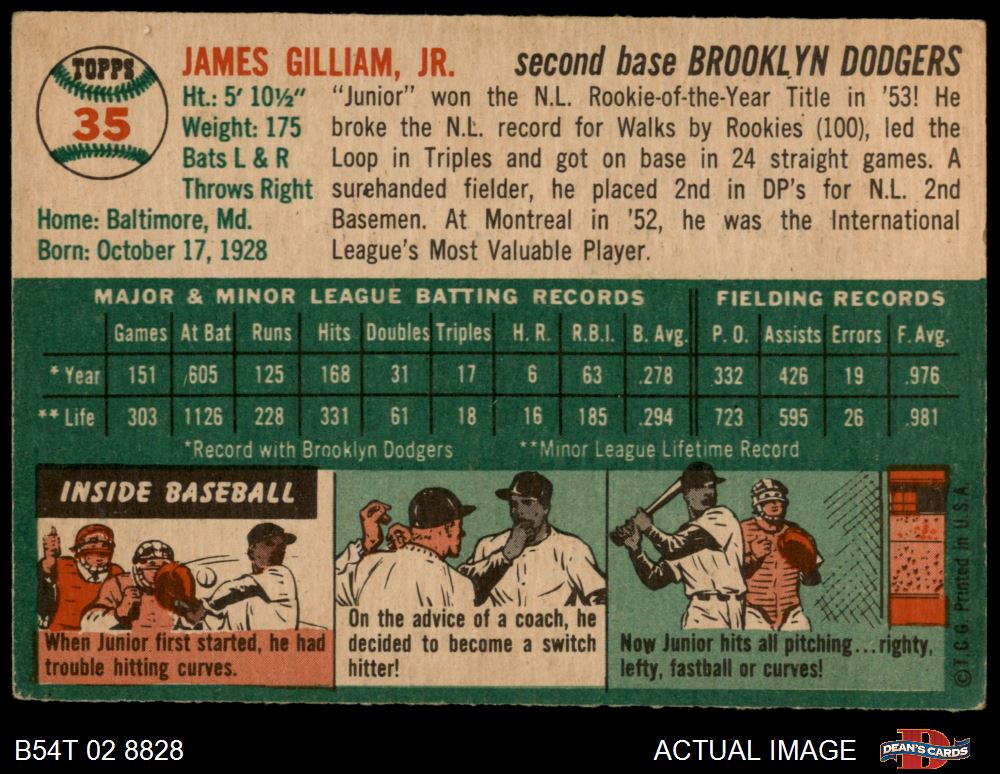 TOPPS
35
JAMES GILLIAM, JR.
second base BROOKLYN DODGERS
Ht.: 5' 10½"
Weight: 175
Bats L & R
Throws Right
Home: Baltimore, Md.
Born: October 17, 1928
"Junior" won the N.L. Rookie-of-the-Year Title in '53! He
broke the N.L. record for Walks by Rookies (100), led the
Loop in Triples and got on base in 24 straight games. A
surehanded fielder, he placed 2nd in DP's for N.L. 2nd
Basemen. At Montreal in '52, he was the International
League's Most Valuable Player.
MAJOR & MINOR LEAGUE BATTING RECORDS FIELDING RECORDS
Games At Bat Runs Hits Doubles Triples H. R. R.B.I. B. Avg. P. O. Assists Errors F. Avg.
* Year 151 605 125 168 31 17 6 63 .278 332 426 19 .976
** Life 303 1126 228 331 61 18 16 185 .294 723 595 26 .981
*Record with Brooklyn Dodgers **Minor League Lifetime Record
INSIDE BASEBALL
When Junior first started, he had
trouble hitting curves.
On the advice of a coach, he
decided to become a switch
hitter!
Now Junior hits all pitching...righty,
lefty, fastball or curves!
© T. C. G. Printed in U. S. A.
B54T 02 8828
ACTUAL IMAGE
DEAN'S CARDS